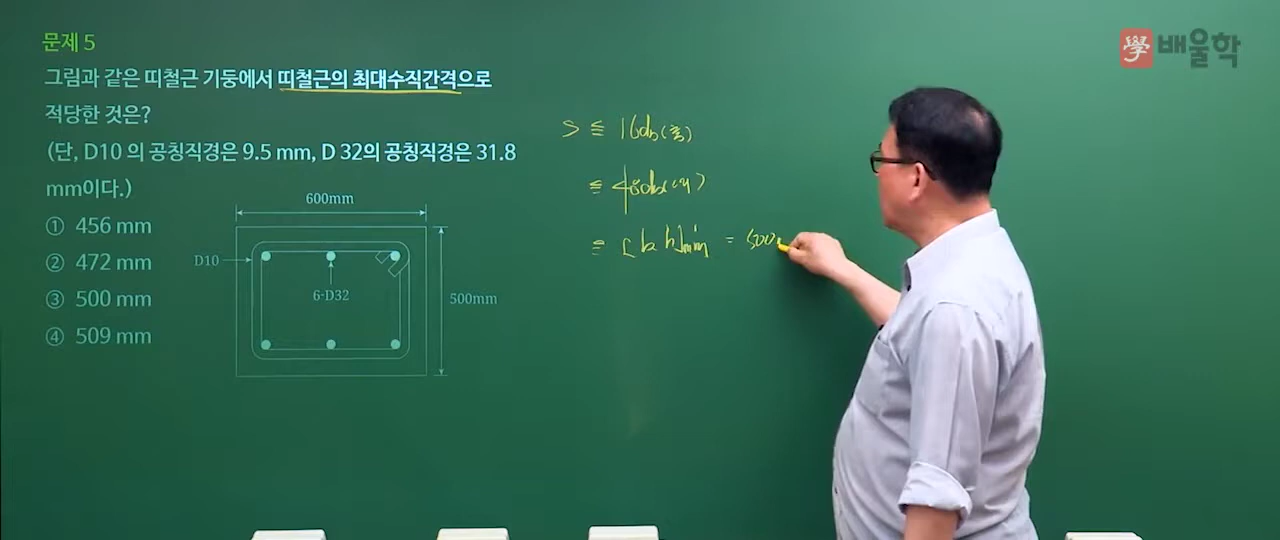 문제 5
그림과 같은 띠철근 기둥에서 띠철근의 최대수직간격으로
적당한 것은?
(단, D10 의 공칭직경은 9.5 mm, D 32의 공칭직경은 31.8
mm이다.)
① 456 mm
② 472 mm
③ 500 mm
④ 509 mm
600mm
D10
6-D32
500mm
S ≦ 16db(축)
≦ 48db(띠)
≦ [b h]min = 500
學 배울학